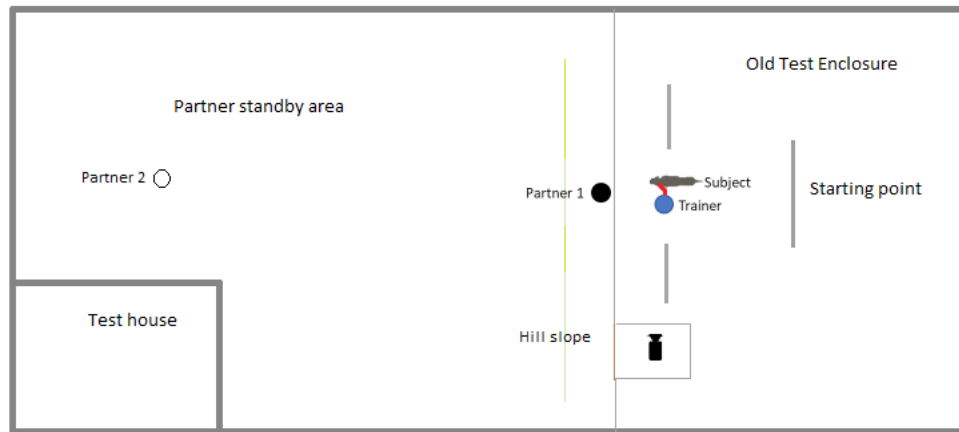 Old Test Enclosure
Partner standby area
Partner 2
Partner 1
Subject
Trainer
Starting point
Test house
Hill slope